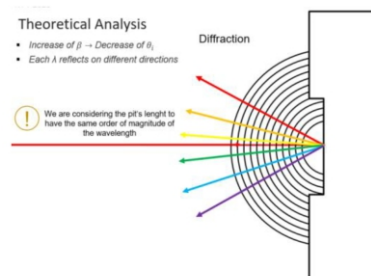 Theoretical Analysis
Diffraction
• Increase of β → Decrease of θᵢ
• Each λ reflects on different directions
!
We are considering the pit's lenght to
have the same order of magnitude of
the wavelength